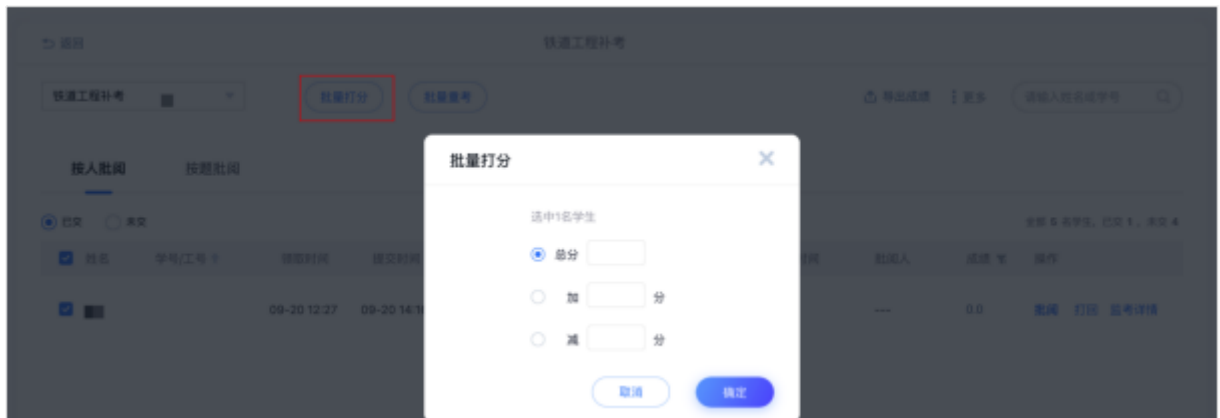 返回
铁道工程补考
铁道工程补考
批量打分
批量重考
导出成绩
更多
请输入姓名或学号
批量打分
按人批阅
按题批阅
选中1名学生
已交
未交
全部 5 名学生，已交 1，未交 4
总分
姓名
学号/工号
领取时间
提交时间
批阅人
成绩
操作
加 分
09-20 12:27
09-20 14:1
---
0.0
批阅
打回
监考详情
减 分
取消
确定